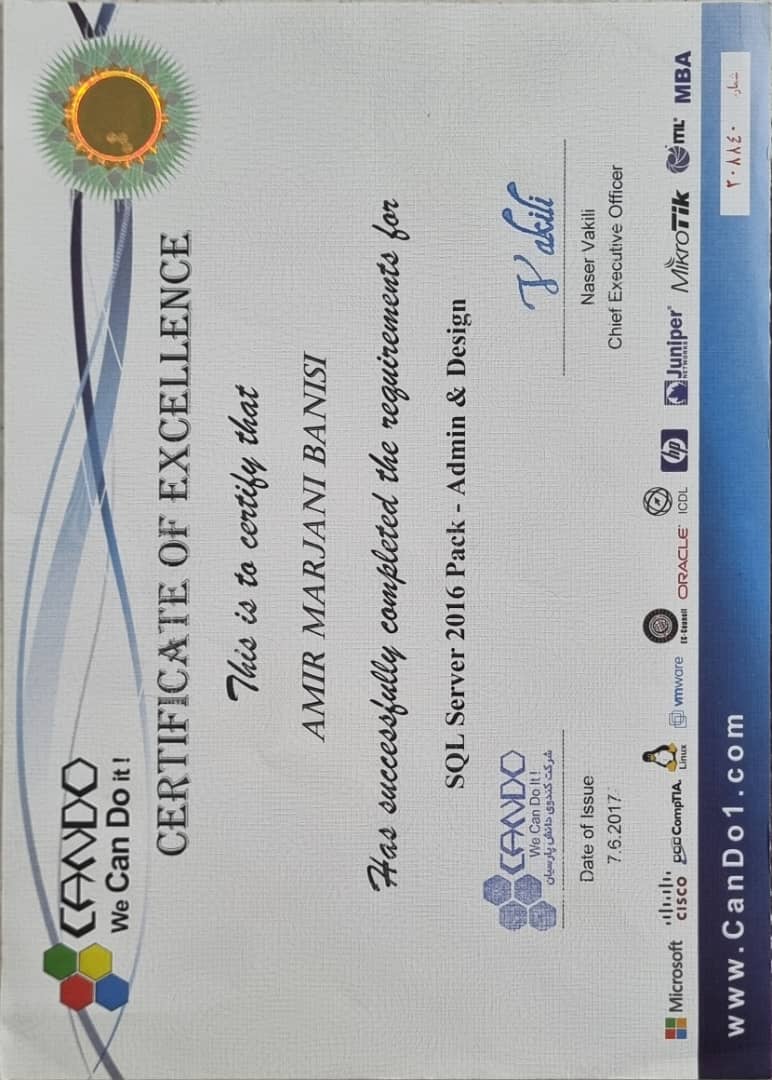 CANDO
We Can Do it!
CERTIFICATE OF EXCELLENCE
This is to certify that
AMIR MARJANI BANISI
Has successfully completed the requirements for
SQL Server 2016 Pack - Admin & Design
CANDO
We Can Do It!
شرکت کندوی دانش پارسیان
Vakili
Date of Issue
7.6.2017
Naser Vakili
Chief Executive Officer
Microsoft cisco CompTIA. Linux vmware EC-Council ORACLE ICDL hp Juniper NETWORKS MikroTik ITIL MBA
www.CanDo1.com
شماره
۲۰۸۸۴۰